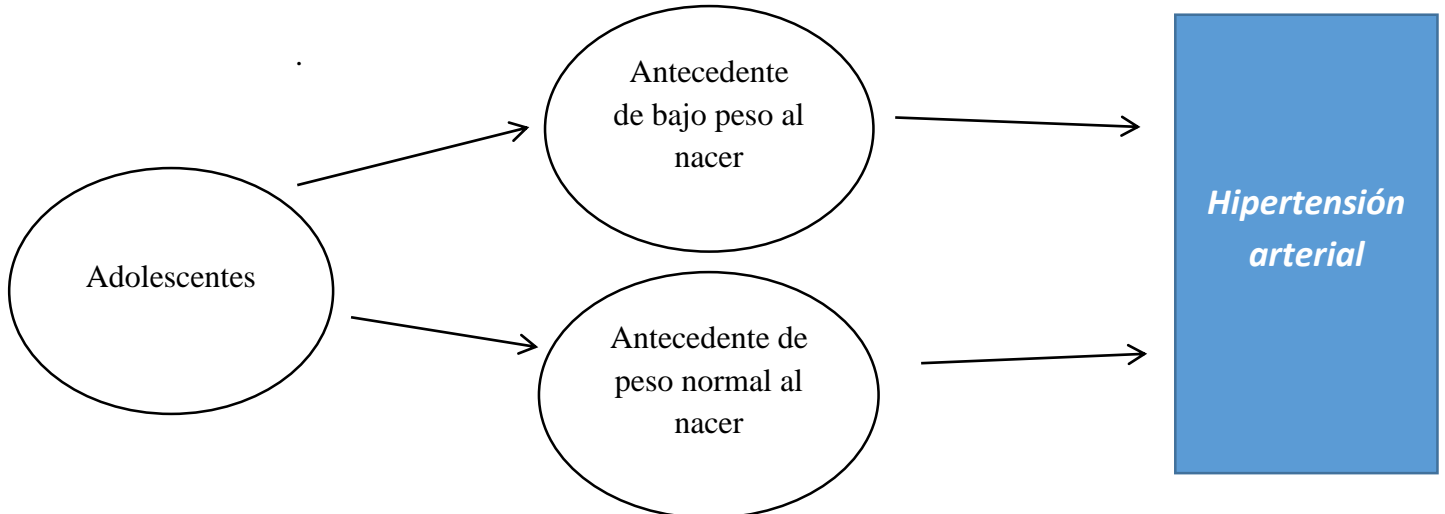 Adolescentes
Antecedente
de bajo peso al
nacer
Antecedente de
peso normal al
nacer
Hipertensión
arterial